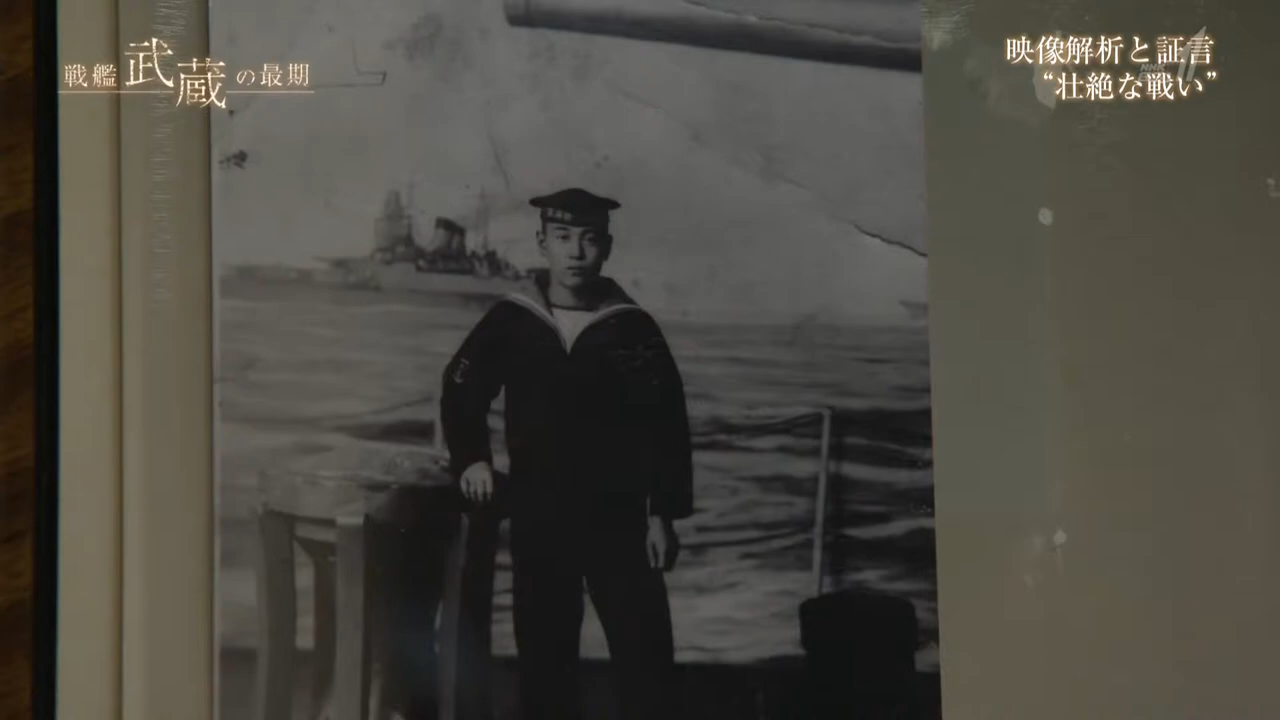 戦艦武蔵の最期
映像解析と証言
“壮絶な戦い”